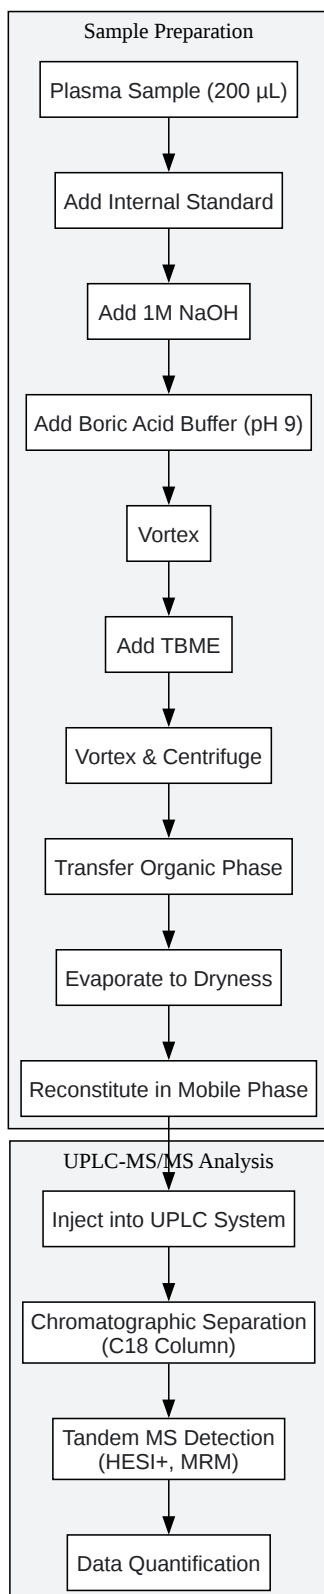 Sample Preparation
Plasma Sample (200 µL)
Add Internal Standard
Add 1M NaOH
Add Boric Acid Buffer (pH 9)
Vortex
Add TBME
Vortex & Centrifuge
Transfer Organic Phase
Evaporate to Dryness
Reconstitute in Mobile Phase
UPLC-MS/MS Analysis
Inject into UPLC System
Chromatographic Separation
(C18 Column)
Tandem MS Detection
(HESI+, MRM)
Data Quantification